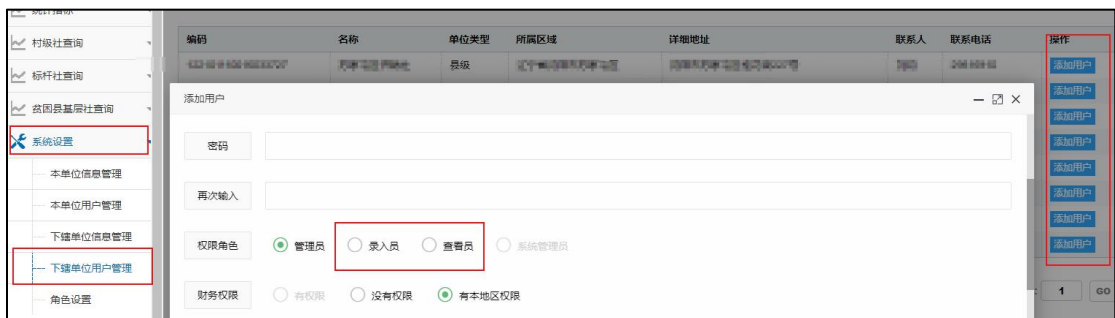 统计指标
村级社查询
标杆社查询
贫困县基层社查询
系统设置
本单位信息管理
本单位用户管理
下辖单位信息管理
下辖单位用户管理
角色设置
编码 名称 单位类型 所属区域 详细地址 联系人 联系电话 操作
县级 添加用户
添加用户
添加用户
添加用户
添加用户
添加用户
添加用户
添加用户
添加用户
密码
再次输入
权限角色 管理员 录入员 查看员 系统管理员
财务权限 有权限 没有权限 有本地区权限
1 GO